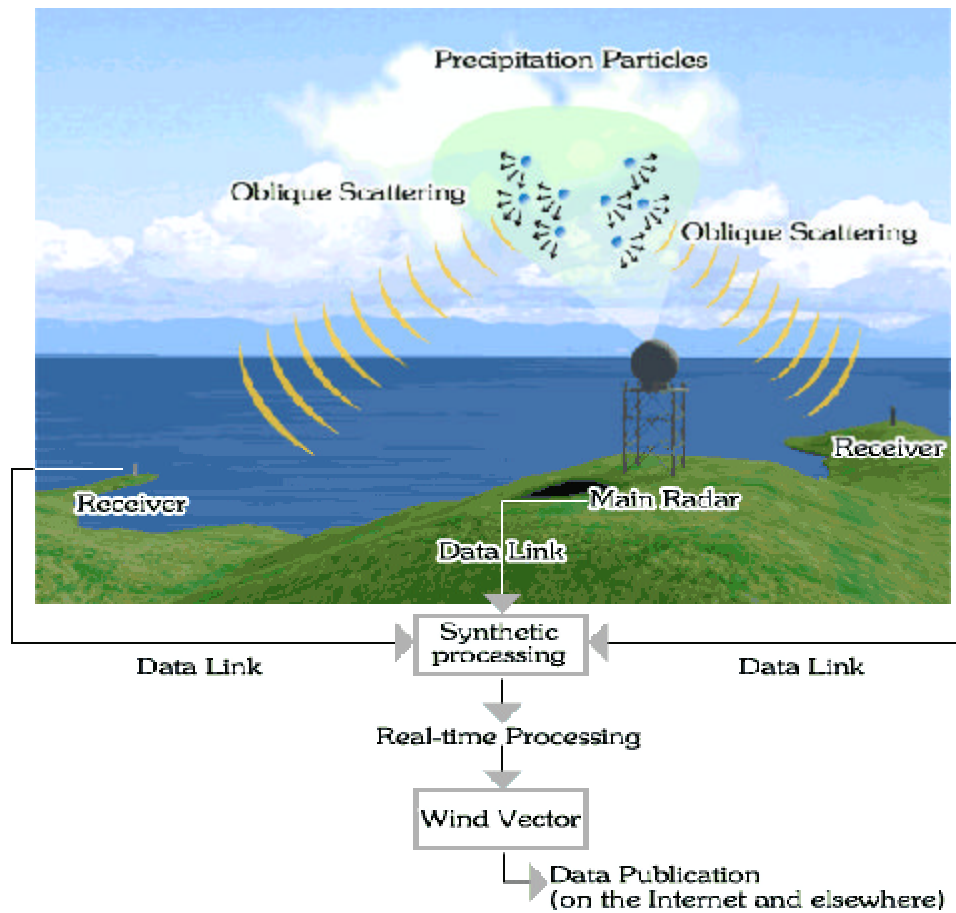 Precipitation Particles
Oblique Scattering
Oblique Scattering
Receiver
Receiver
Main Radar
Data Link
Synthetic
processing
Data Link
Data Link
Real-time Processing
Wind Vector
Data Publication
(on the Internet and elsewhere)